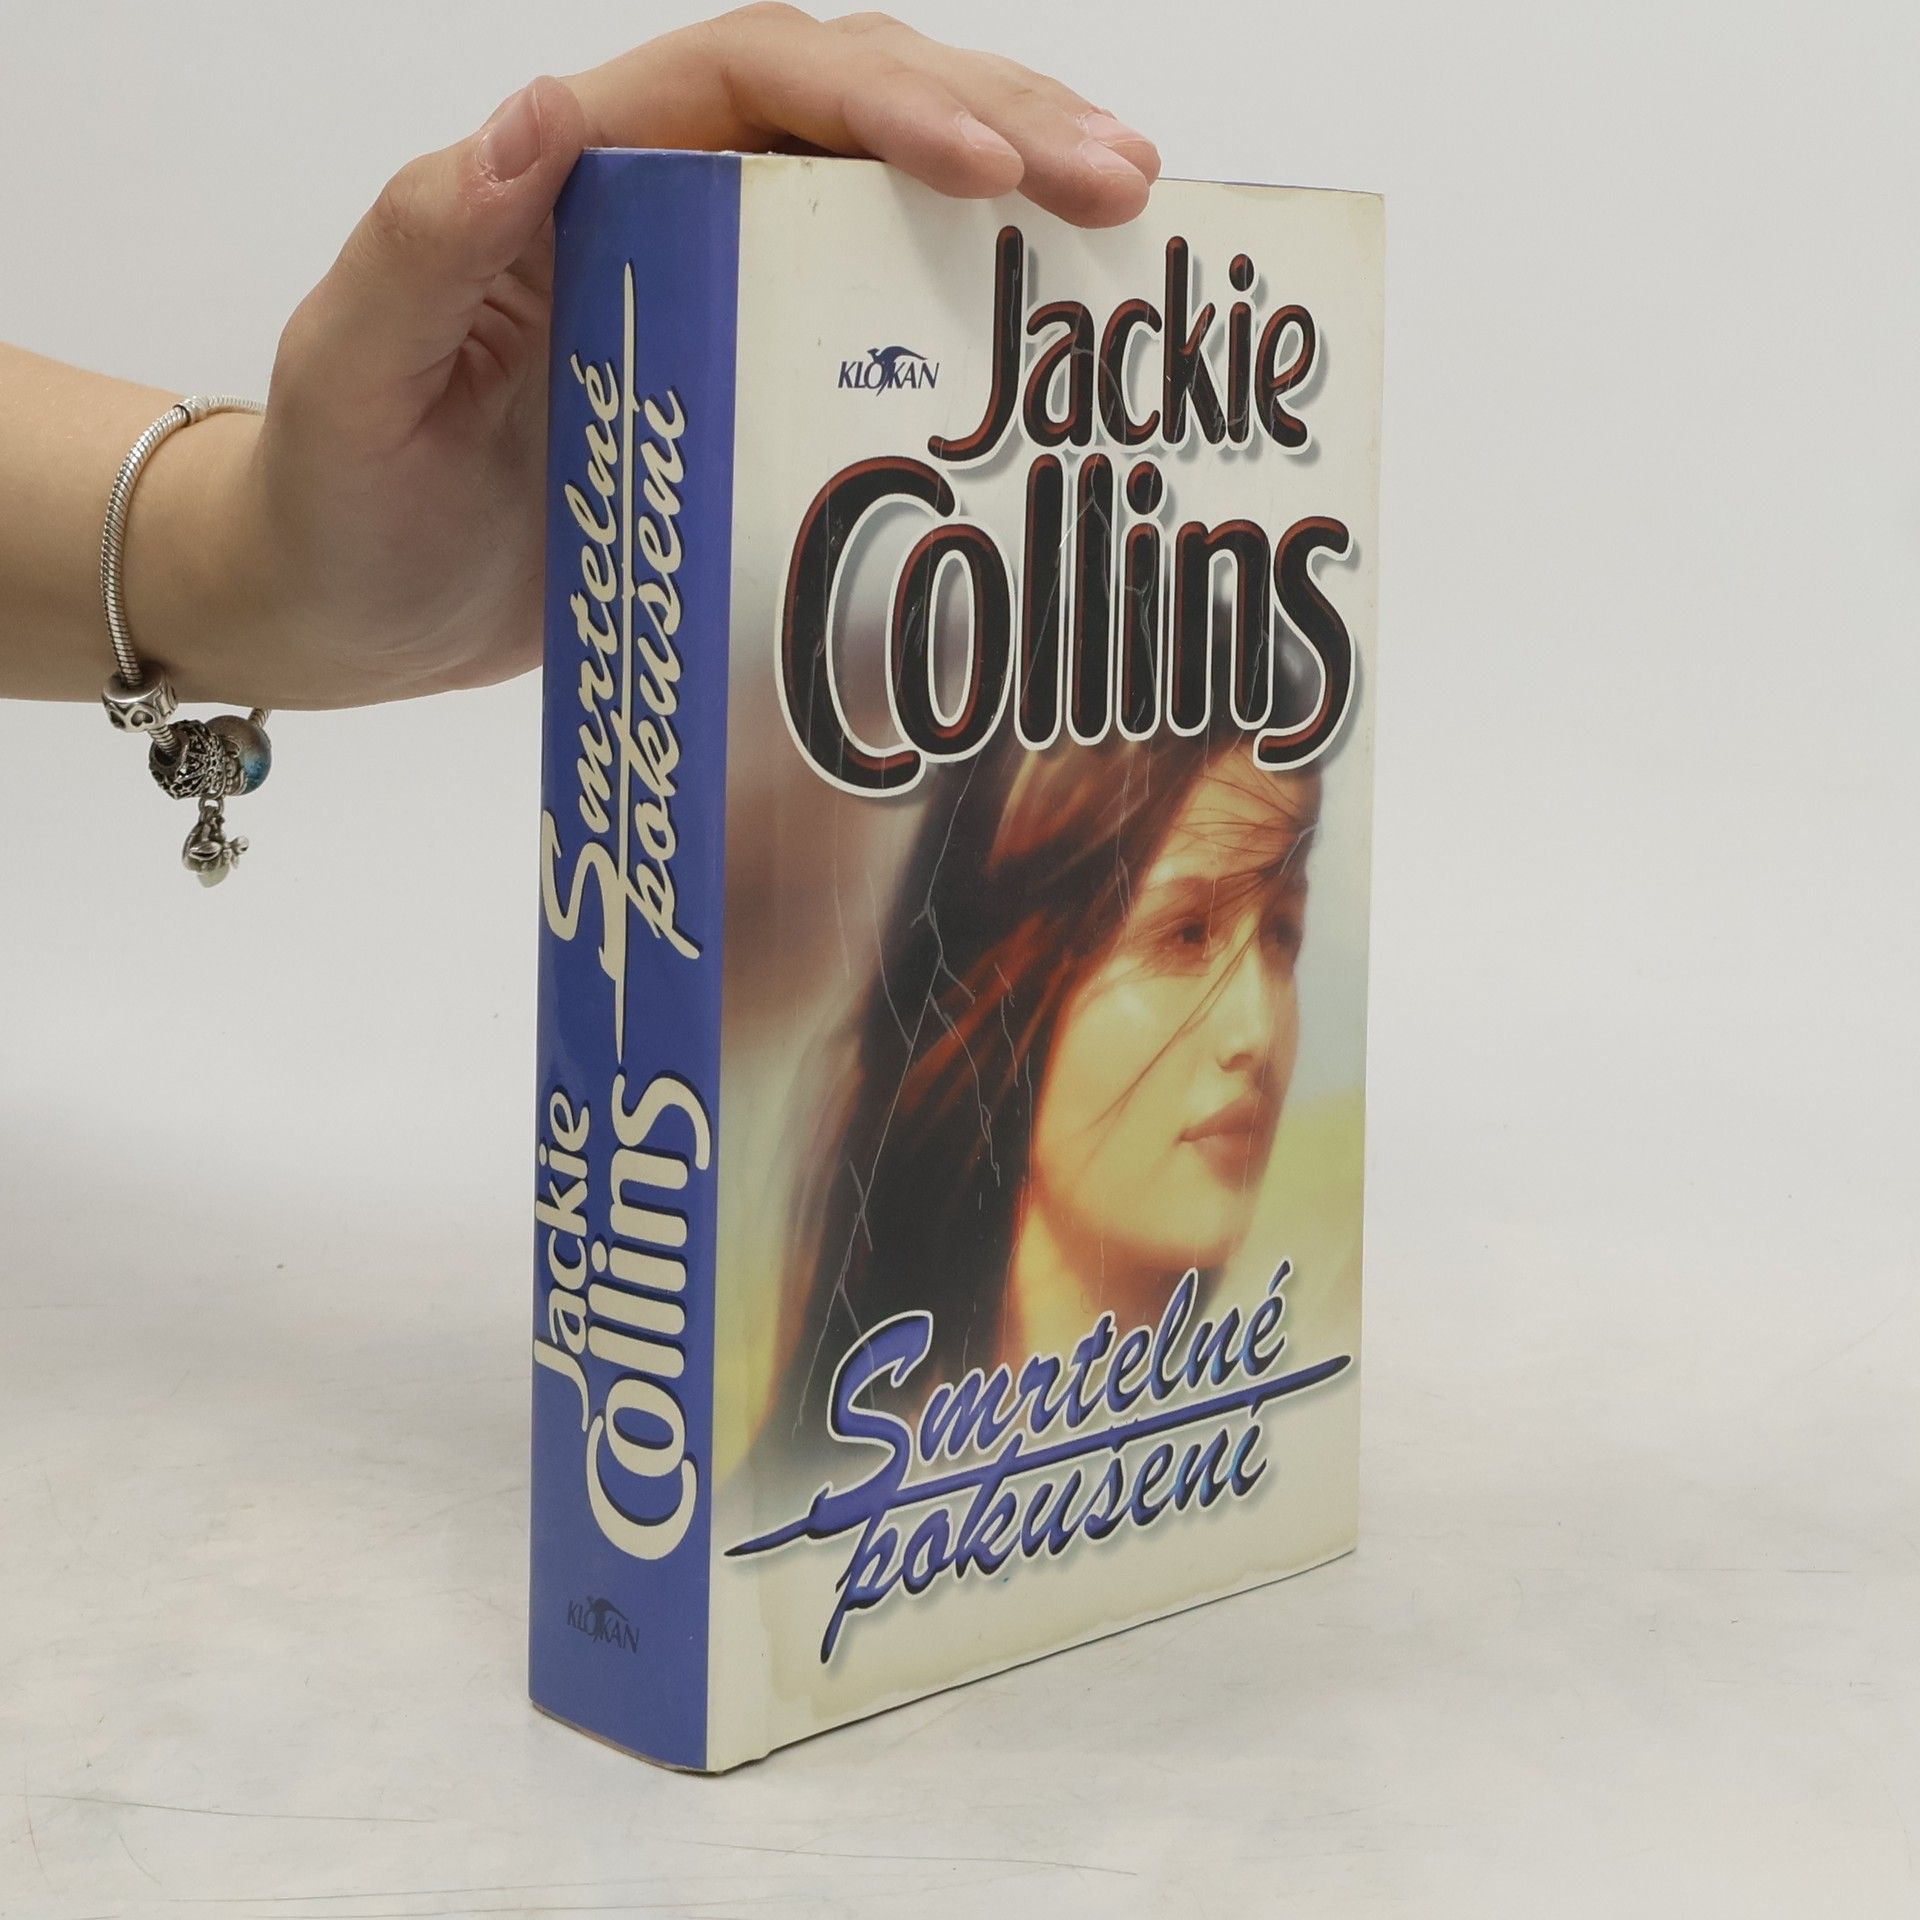 Smrtelné
pokušení
Jackie
Collins
KLOKAN
KLOKAN
Jackie
Collins
Smrtelné
pokušení